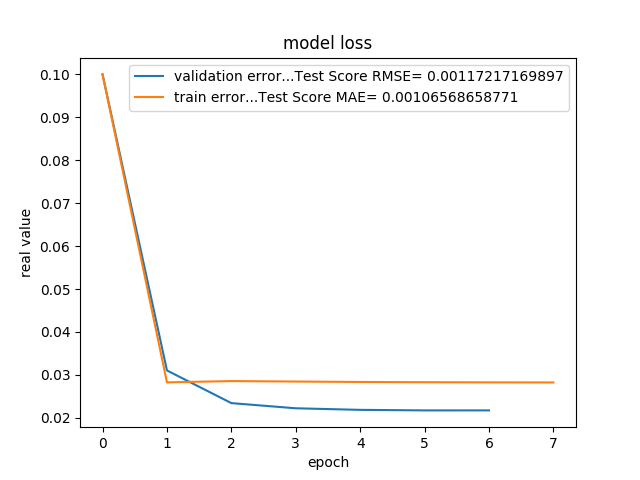 model loss
validation error...Test Score RMSE= 0.00117217169897
train error...Test Score MAE= 0.00106568658771
0.10
0.09
0.08
0.07
0.06
0.05
0.04
0.03
0.02
real value
0 1 2 3 4 5 6 7
epoch